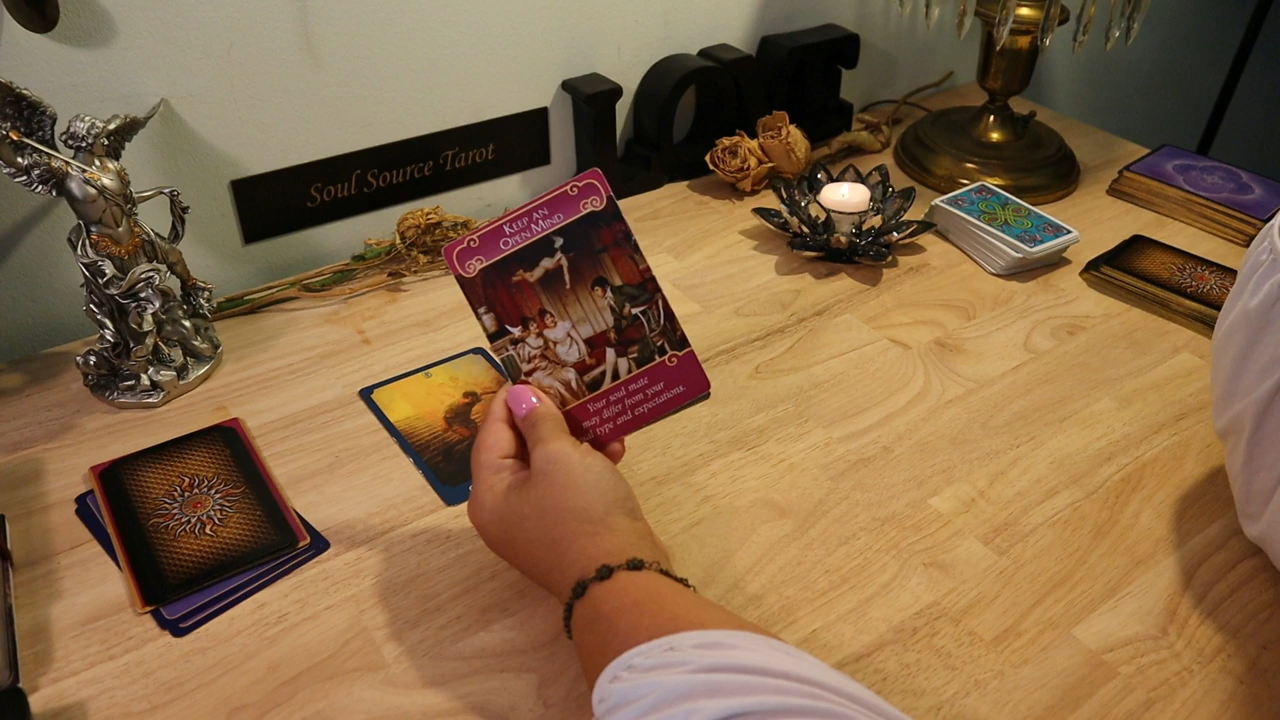 Soul Source Tarot
LOVE
KEEP AN
OPEN MIND
Your soul mate
may differ from your
type and expectations.